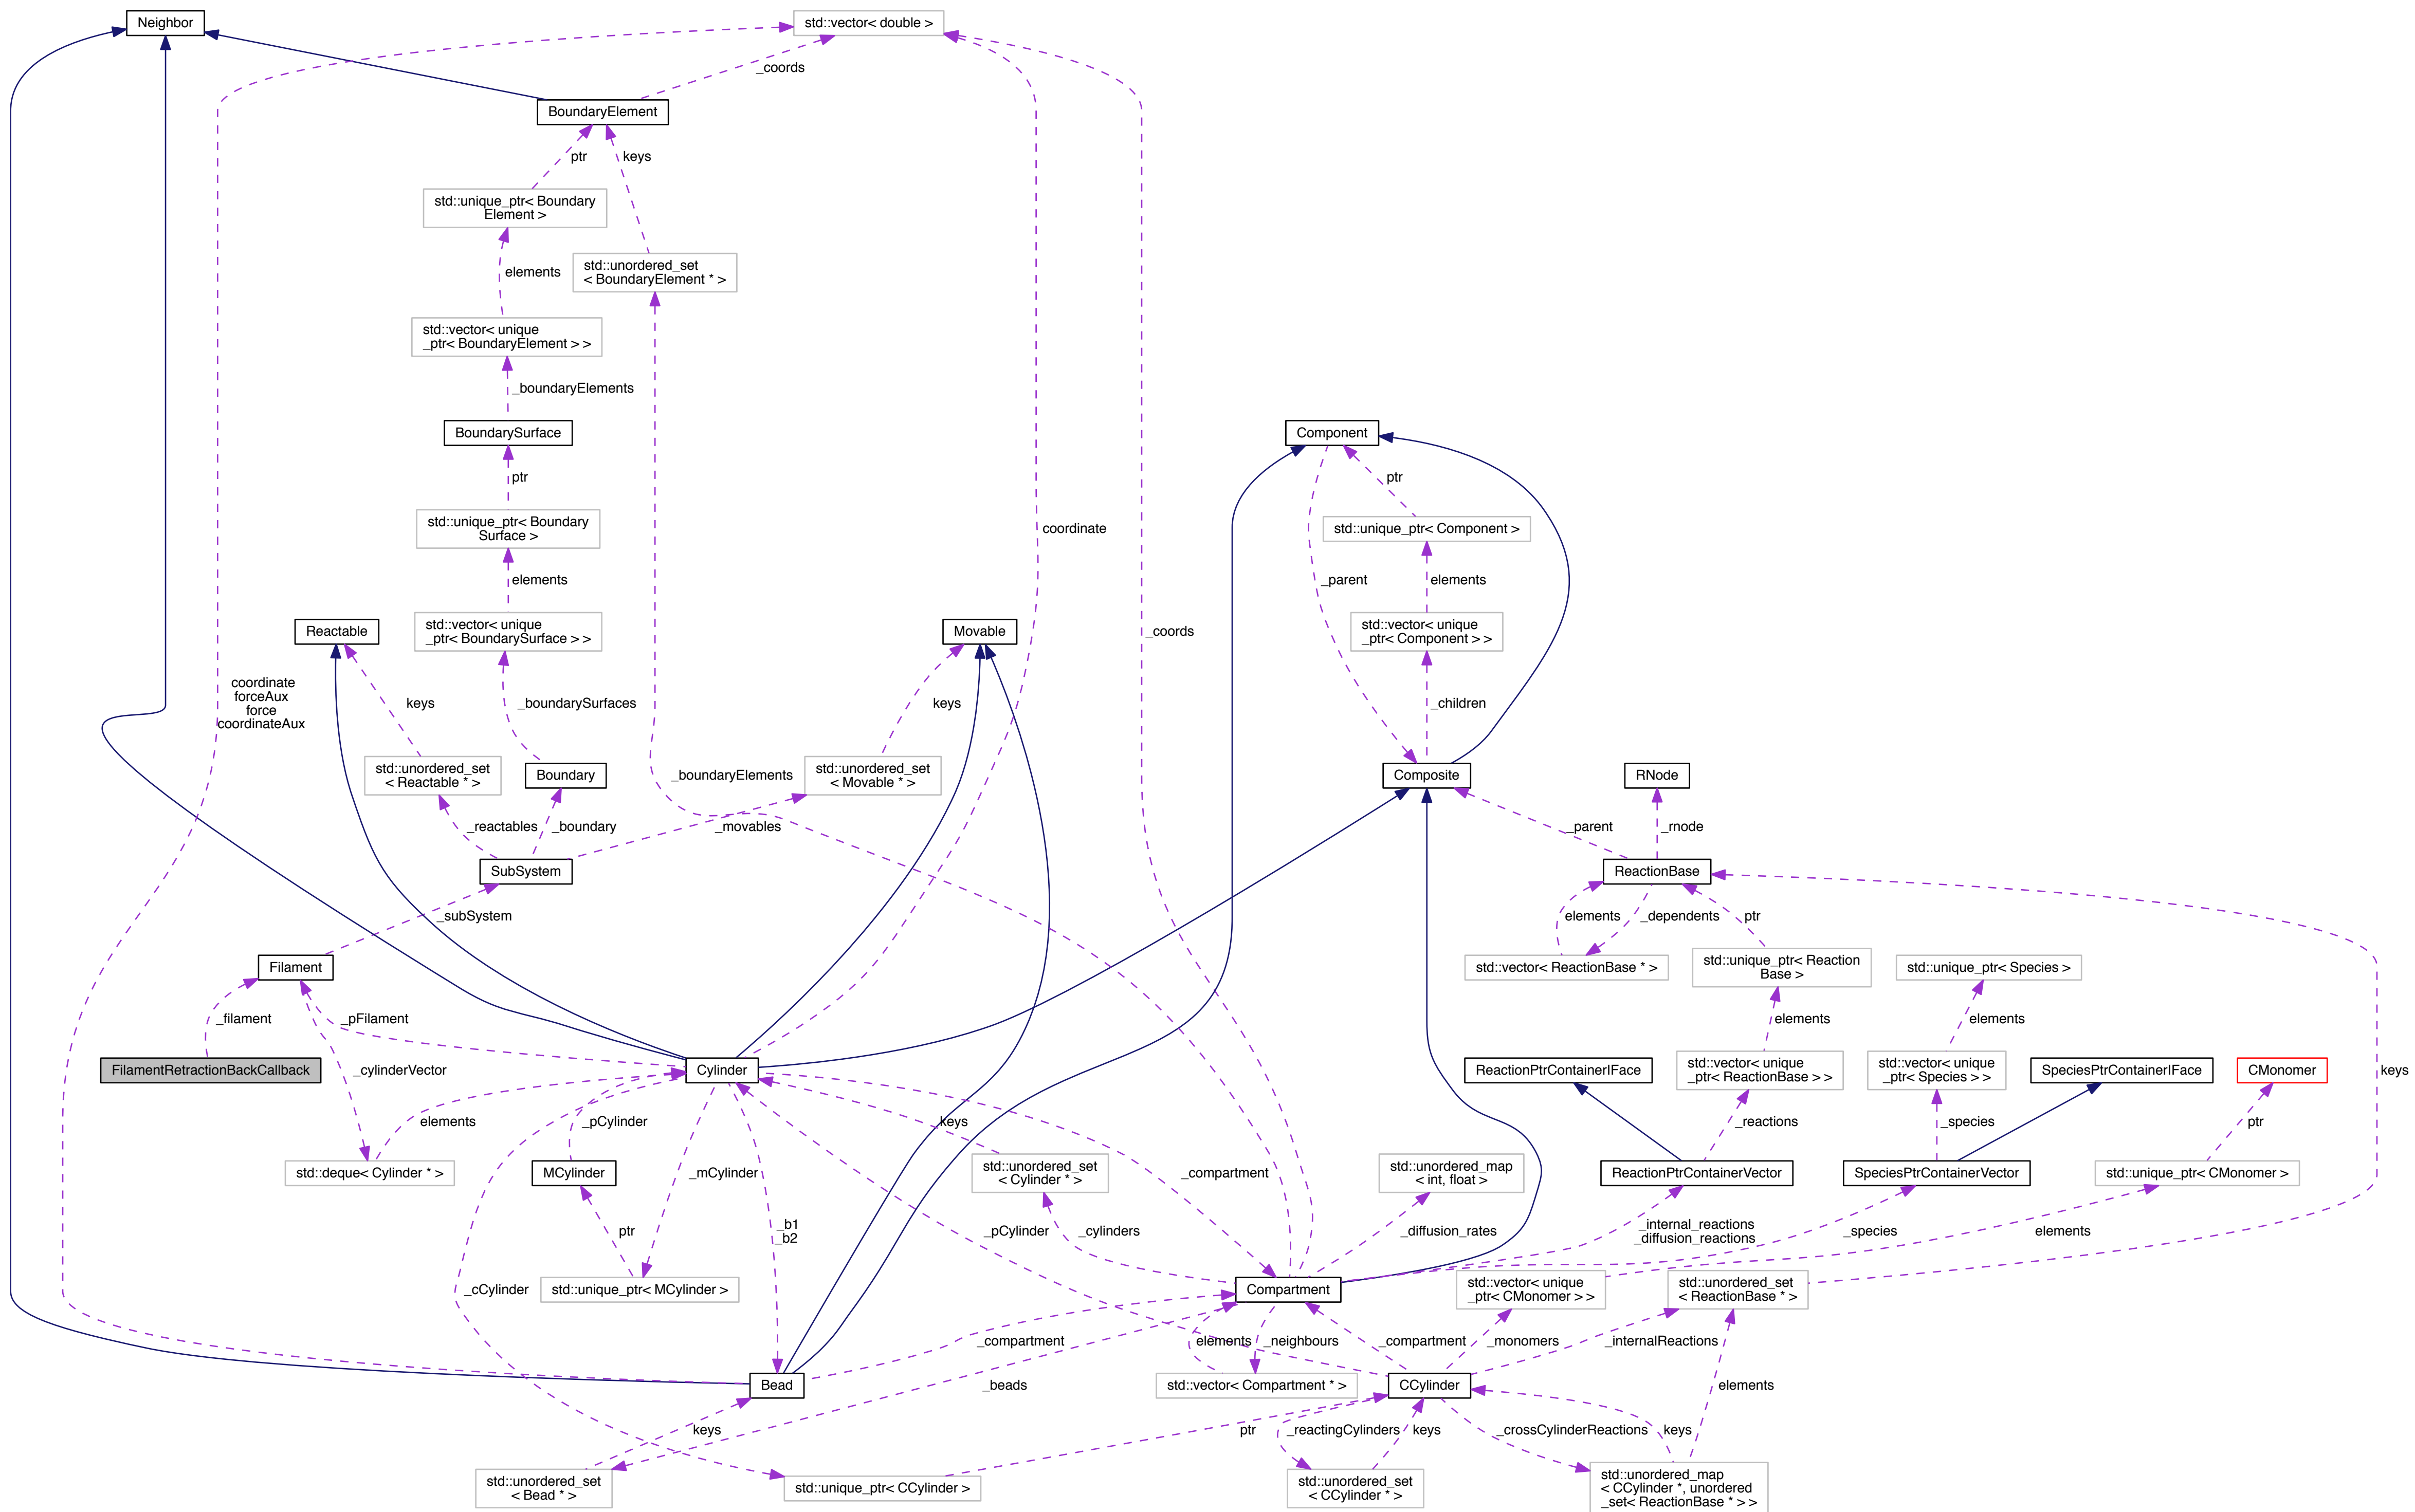 Neighbor
std::vector< double >
_coords
BoundaryElement
ptr
keys
std::unique_ptr< Boundary
Element >
elements
std::unordered_set
< BoundaryElement * >
std::vector< unique
_ptr< BoundaryElement > >
_boundaryElements
BoundarySurface
Component
ptr
ptr
std::unique_ptr< Boundary
Surface >
coordinate
std::unique_ptr< Component >
elements
_parent
elements
Reactable
std::vector< unique
_ptr< BoundarySurface > >
Movable
_coords
std::vector< unique
_ptr< Component > >
coordinate
forceAux
force
coordinateAux
keys
_boundarySurfaces
keys
_children
std::unordered_set
< Reactable * >
Boundary
_boundaryElements
std::unordered_set
< Movable * >
Composite
RNode
_reactables
_boundary
_movables
_parent
_rnode
SubSystem
ReactionBase
_subSystem
elements
_dependents
ptr
Filament
std::vector< ReactionBase * >
std::unique_ptr< Reaction
Base >
std::unique_ptr< Species >
_filament
_pFilament
elements
elements
FilamentRetractionBackCallback
_cylinderVector
Cylinder
ReactionPtrContainerIFace
std::vector< unique
_ptr< ReactionBase > >
std::vector< unique
_ptr< Species > >
SpeciesPtrContainerIFace
CMonomer
keys
elements
_pCylinder
keys
_reactions
_species
ptr
std::deque< Cylinder * >
MCylinder
_mCylinder
std::unordered_set
< Cylinder * >
_compartment
std::unordered_map
< int, float >
ReactionPtrContainerVector
SpeciesPtrContainerVector
std::unique_ptr< CMonomer >
ptr
_b1
_b2
_pCylinder
_cylinders
_diffusion_rates
_internal_reactions
_diffusion_reactions
_species
elements
_cCylinder
std::unique_ptr< MCylinder >
Compartment
std::vector< unique
_ptr< CMonomer > >
std::unordered_set
< ReactionBase * >
_compartment
elements
_neighbours
_compartment
_monomers
_internalReactions
Bead
_beads
std::vector< Compartment * >
CCylinder
elements
keys
ptr
_reactingCylinders
keys
_crossCylinderReactions
keys
std::unordered_set
< Bead * >
std::unique_ptr< CCylinder >
std::unordered_set
< CCylinder * >
std::unordered_map
< CCylinder *, unordered
_set< ReactionBase * > >